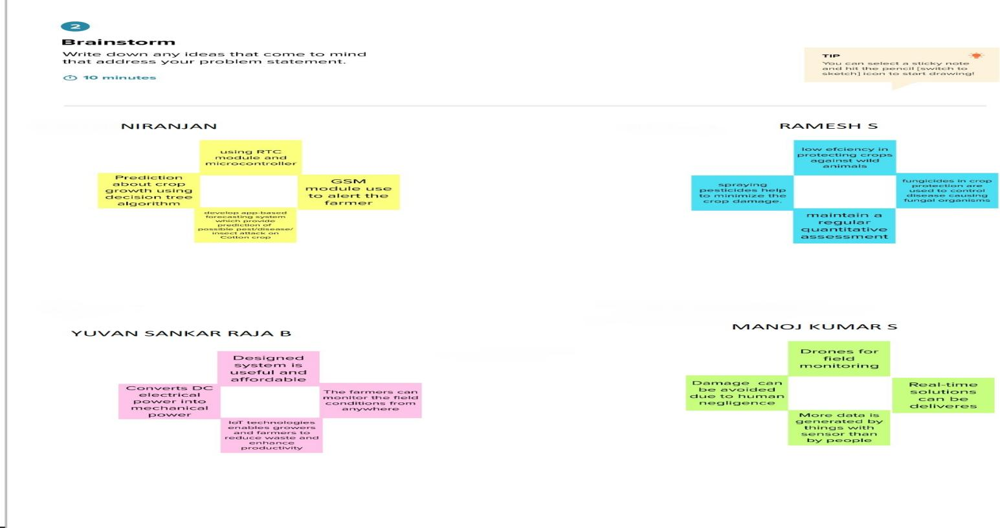 2
Brainstorm
Write down any ideas that come to mind
that address your problem statement.
10 minutes
TIP
You can select a sticky note
and hit the pencil [switch to
sketch] icon to start drawing!
NIRANJAN
using RTC
module and
microcontroller
Prediction
about crop
growth using
decision tree
algorithm
GSM
module use
to alert the
farmer
develop app-based
forecasting system
which provide
prediction of
possible pest/disease/
insect attack on
Cotton crop
RAMESH S
low efciency in
protecting crops
against wild
animals
spraying
pesticides help
to minimize the
crop damage.
fungicides in crop
protection are
used to control
disease causing
fungal organisms
maintain a
regular
quantitative
assessment
YUVAN SANKAR RAJA B
Designed
system is
useful and
affordable
Converts DC
electrical
power into
mechanical
power
The farmers can
monitor the field
conditions from
anywhere
IoT technologies
enables growers
and farmers to
reduce waste and
enhance
productivity
MANOJ KUMAR S
Drones for
field
monitoring
Damage can
be avoided
due to human
negligence
Real-time
solutions
can be
deliveres
More data is
generated by
things with
sensor than
by people